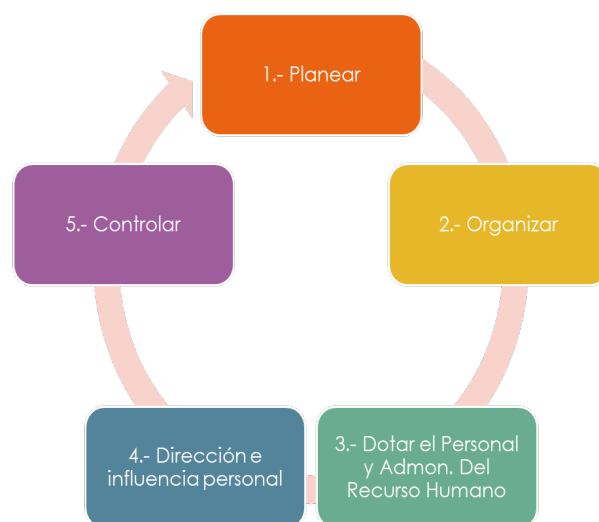 1.- Planear
2.- Organizar
3.- Dotar el Personal
y Admon. Del
Recurso Humano
4.- Dirección e
influencia personal
5.- Controlar